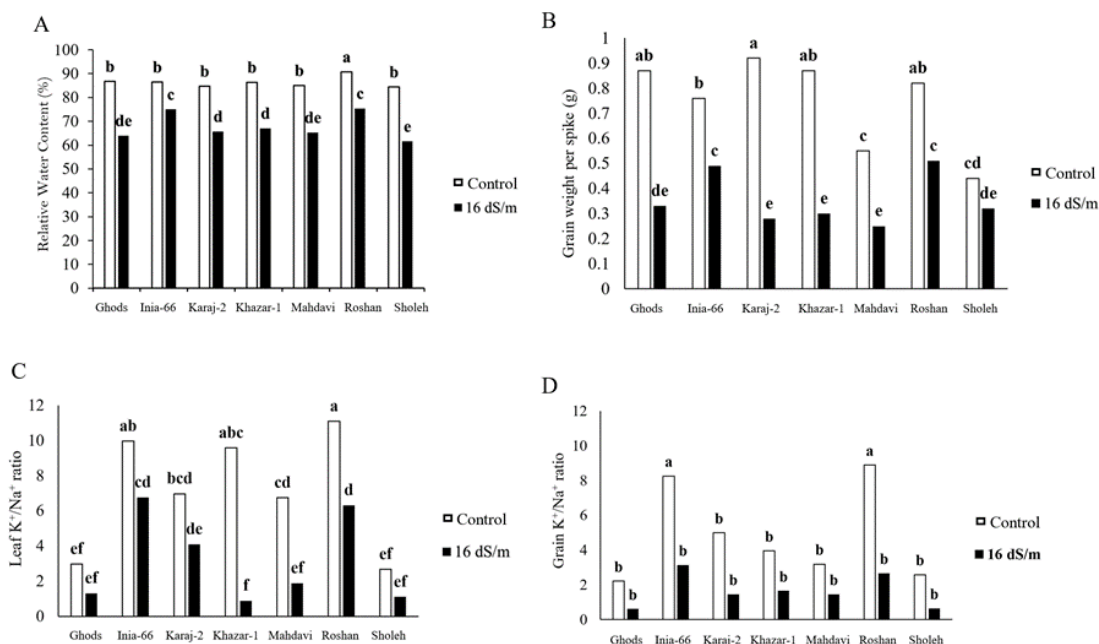 A
Relative Water Content (%)
100
90
80
70
60
50
40
30
20
10
0
b b b b b a b
de c d d de c e
Ghods Inia-66 Karaj-2 Khazar-1 Mahdavi Roshan Sholeh
Control
16 dS/m
B
Grain weight per spike (g)
1
0.9
0.8
0.7
0.6
0.5
0.4
0.3
0.2
0.1
0
ab b a ab c ab cd
de c e e e c de
Ghods Inia-66 Karaj-2 Khazar-1 Mahdavi Roshan Sholeh
Control
16 dS/m
C
Leaf K+/Na+ ratio
12
10
8
6
4
2
0
ef ab bcd abc cd a ef
ef cd de f ef d ef
Ghods Inia-66 Karaj-2 Khazar-1 Mahdavi Roshan Sholeh
Control
16 dS/m
D
Grain K+/Na+ ratio
12
10
8
6
4
2
0
b a b b b a b
b b b b b b b
Ghods Inia-66 Karaj-2 Khazar-1 Mahdavi Roshan Sholeh
Control
16 dS/m